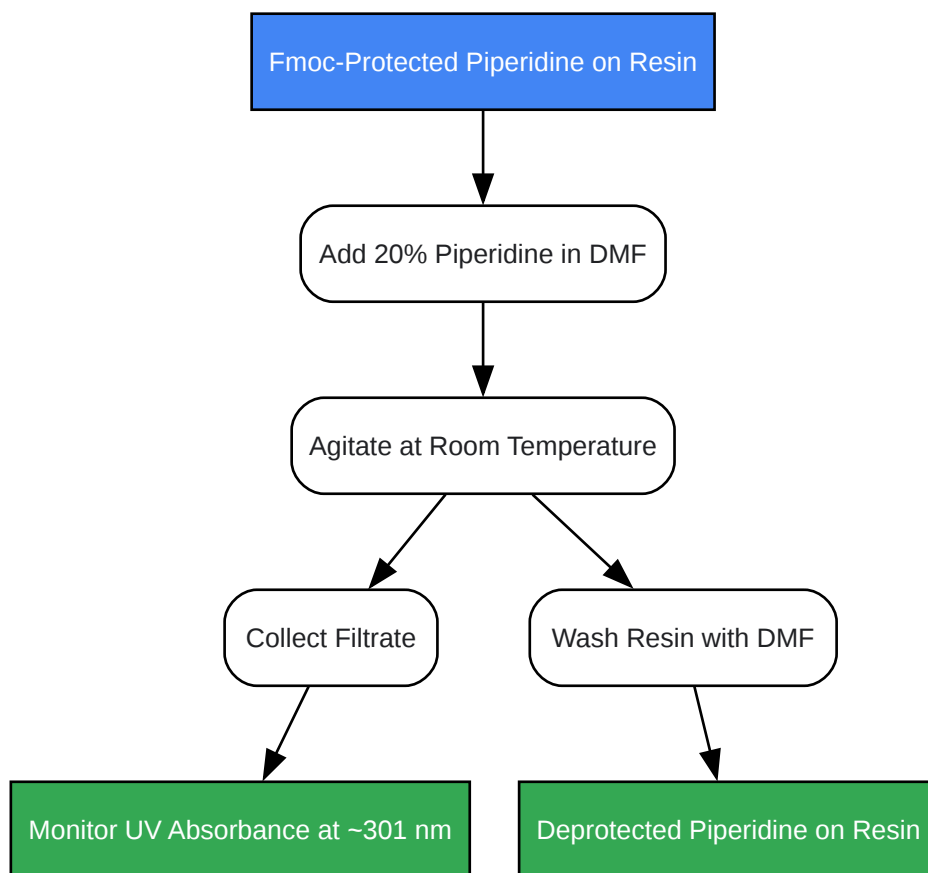 Fmoc-Protected Piperidine on Resin
Add 20% Piperidine in DMF
Agitate at Room Temperature
Collect Filtrate
Wash Resin with DMF
Monitor UV Absorbance at ~301 nm
Deprotected Piperidine on Resin